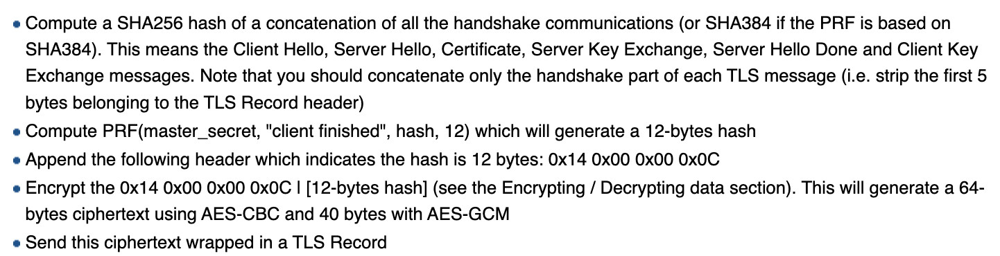 • Compute a SHA256 hash of a concatenation of all the handshake communications (or SHA384 if the PRF is based on
SHA384). This means the Client Hello, Server Hello, Certificate, Server Key Exchange, Server Hello Done and Client Key
Exchange messages. Note that you should concatenate only the handshake part of each TLS message (i.e. strip the first 5
bytes belonging to the TLS Record header)
• Compute PRF(master_secret, "client finished", hash, 12) which will generate a 12-bytes hash
• Append the following header which indicates the hash is 12 bytes: 0x14 0x00 0x00 0x0C
• Encrypt the 0x14 0x00 0x00 0x0C | [12-bytes hash] (see the Encrypting / Decrypting data section). This will generate a 64-
bytes ciphertext using AES-CBC and 40 bytes with AES-GCM
• Send this ciphertext wrapped in a TLS Record